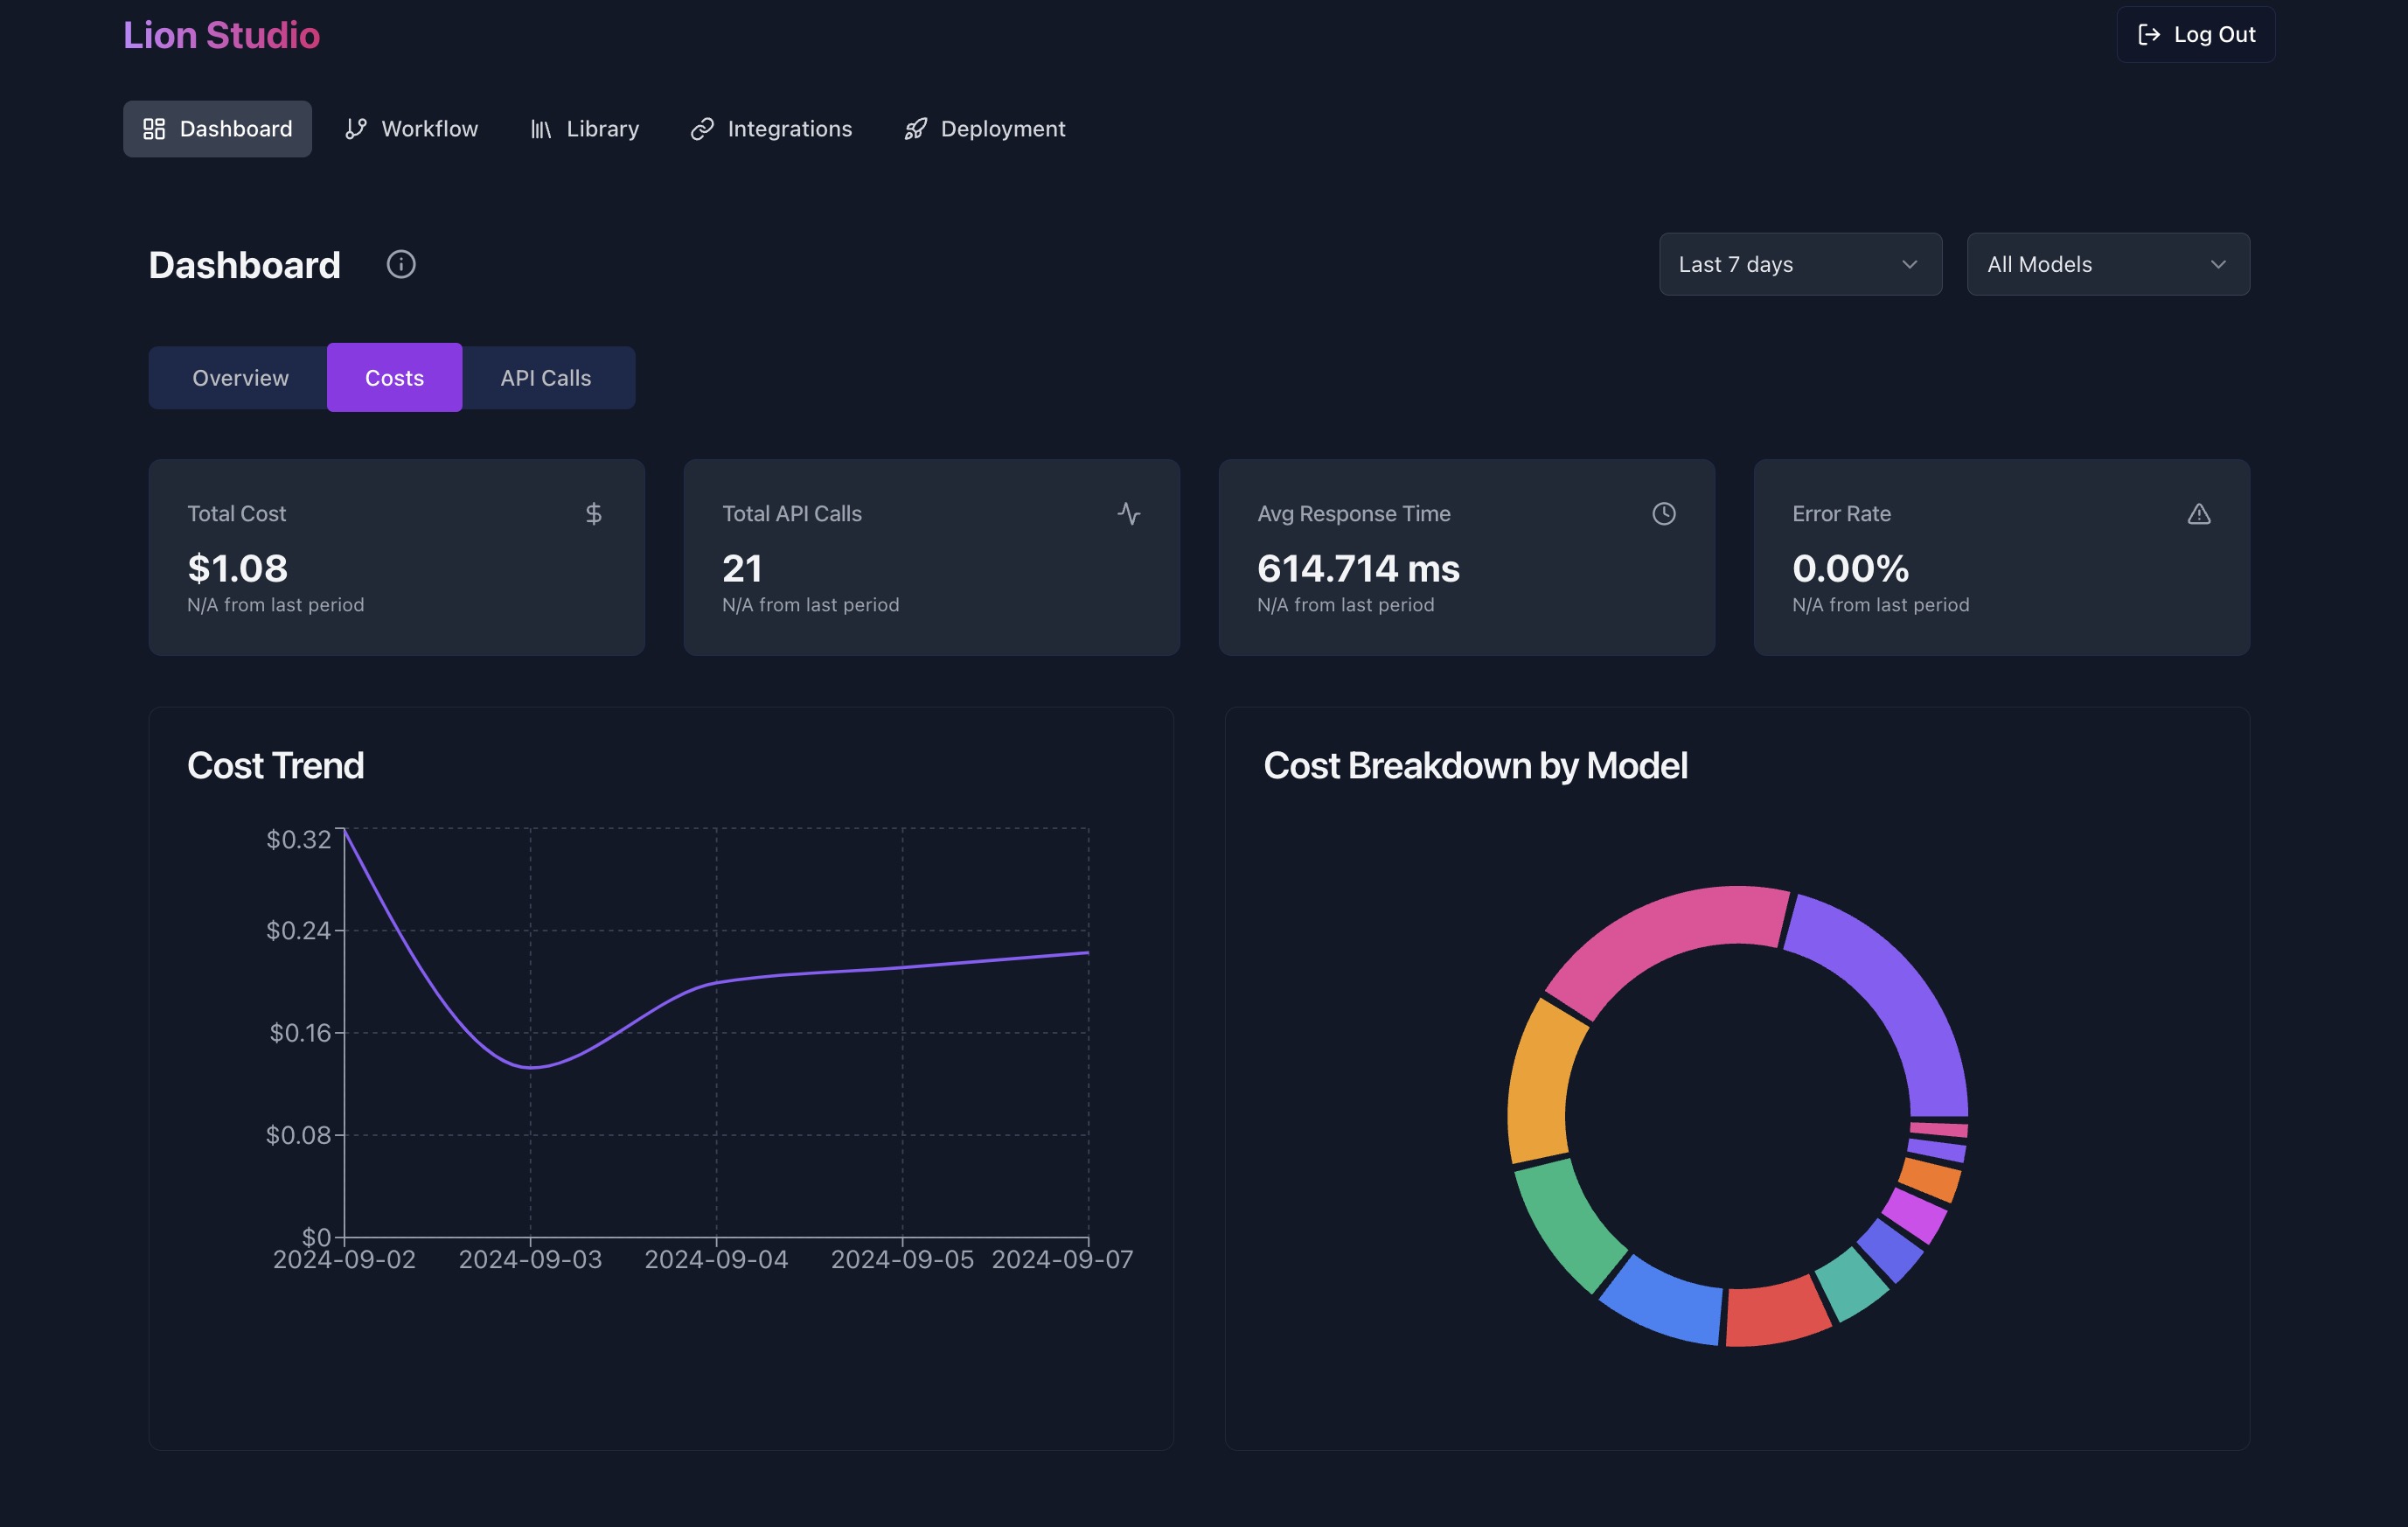 Lion Studio
Log Out
Dashboard
Workflow
Library
Integrations
Deployment
Dashboard
Last 7 days
All Models
Overview
Costs
API Calls
Total Cost
$1.08
N/A from last period
Total API Calls
21
N/A from last period
Avg Response Time
614.714 ms
N/A from last period
Error Rate
0.00%
N/A from last period
Cost Trend
$0.32
$0.24
$0.16
$0.08
$0
2024-09-02
2024-09-03
2024-09-04
2024-09-05
2024-09-07
Cost Breakdown by Model